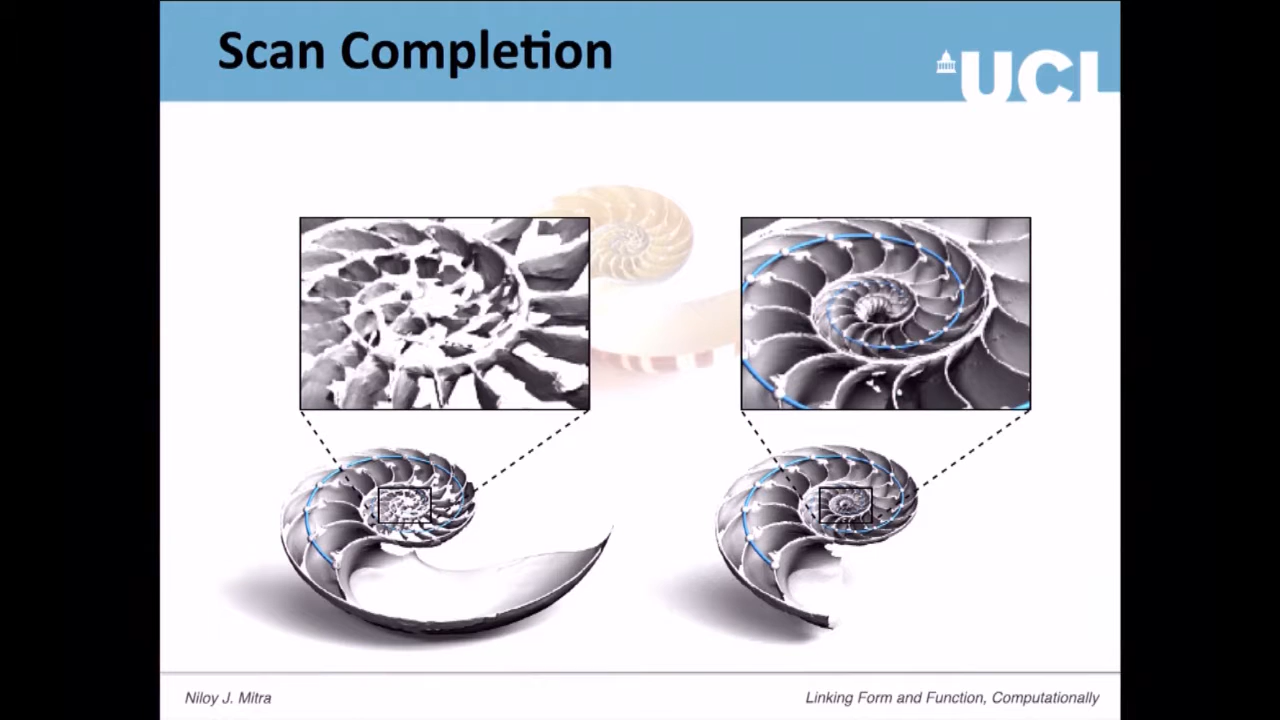 Scan Completion
UCL
Niloy J. Mitra
Linking Form and Function, Computationally